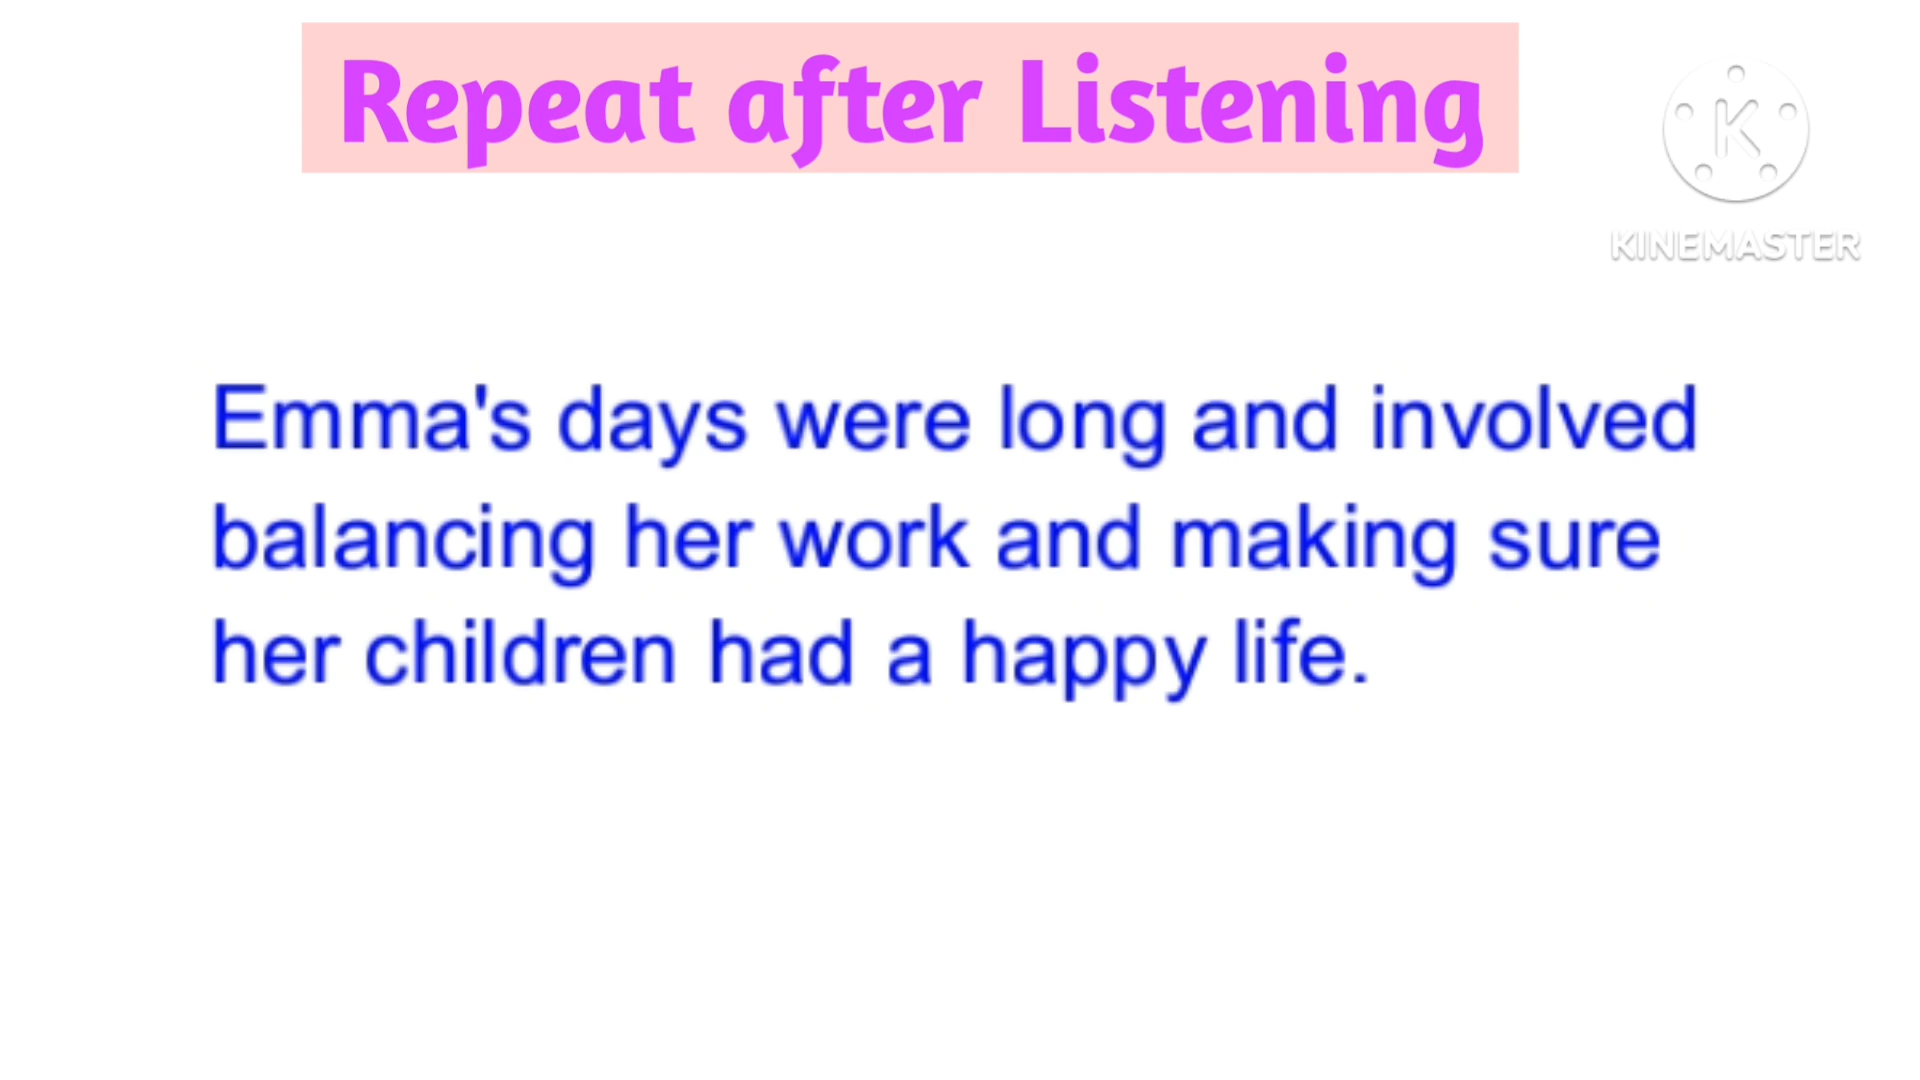 Repeat after Listening
K
KINEMASTER
Emma's days were long and involved
balancing her work and making sure
her children had a happy life.